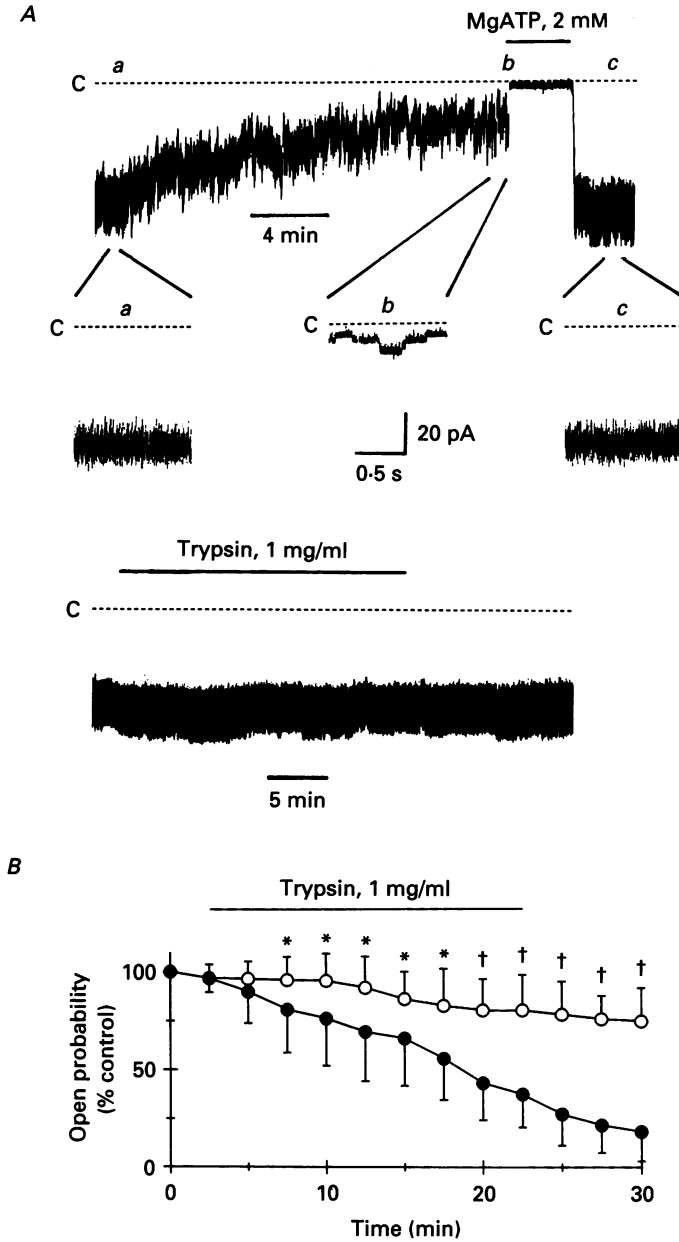 A
MgATP, 2 mM
a b c
C
4 min
a b c
C C C
20 pA
0·5 s
Trypsin, 1 mg/ml
C
5 min
B
Trypsin, 1 mg/ml
* * * * * † † † † †
Open probability
(% control)
100
50
0
0 10 20 30
Time (min)